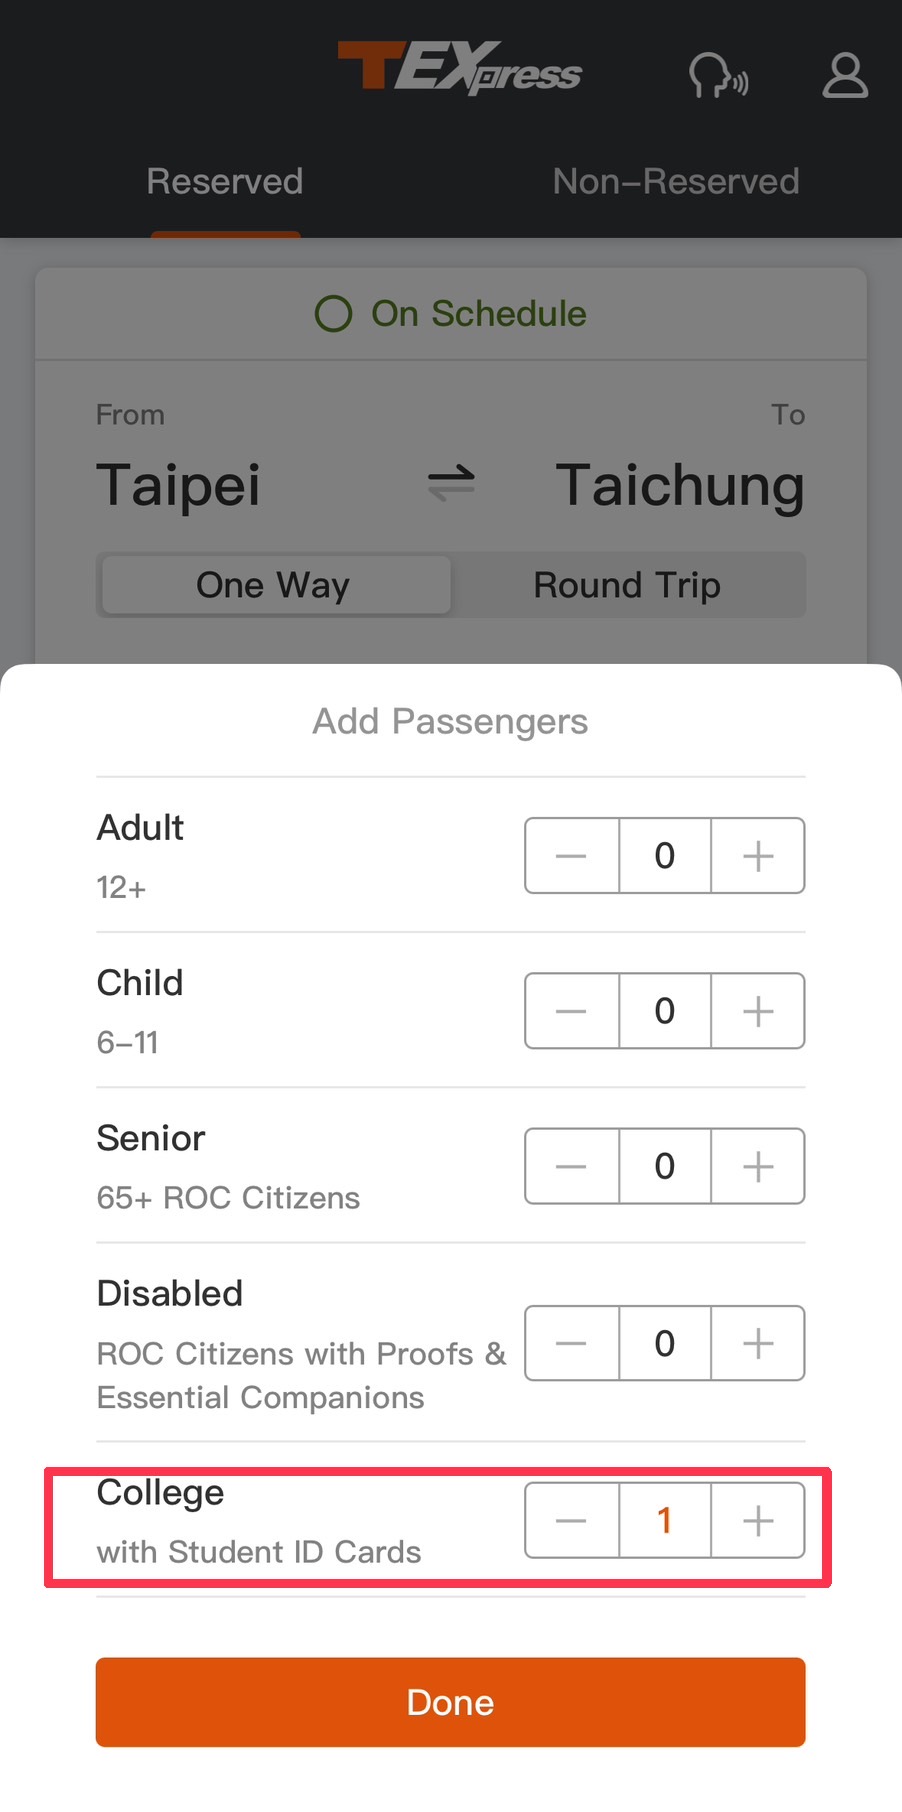 TEXpress
Reserved
Non-Reserved
On Schedule
From
To
Taipei
Taichung
One Way
Round Trip
Add Passengers
Adult
12+
0
Child
6-11
0
Senior
65+ ROC Citizens
0
Disabled
ROC Citizens with Proofs &
Essential Companions
0
College
with Student ID Cards
1
Done